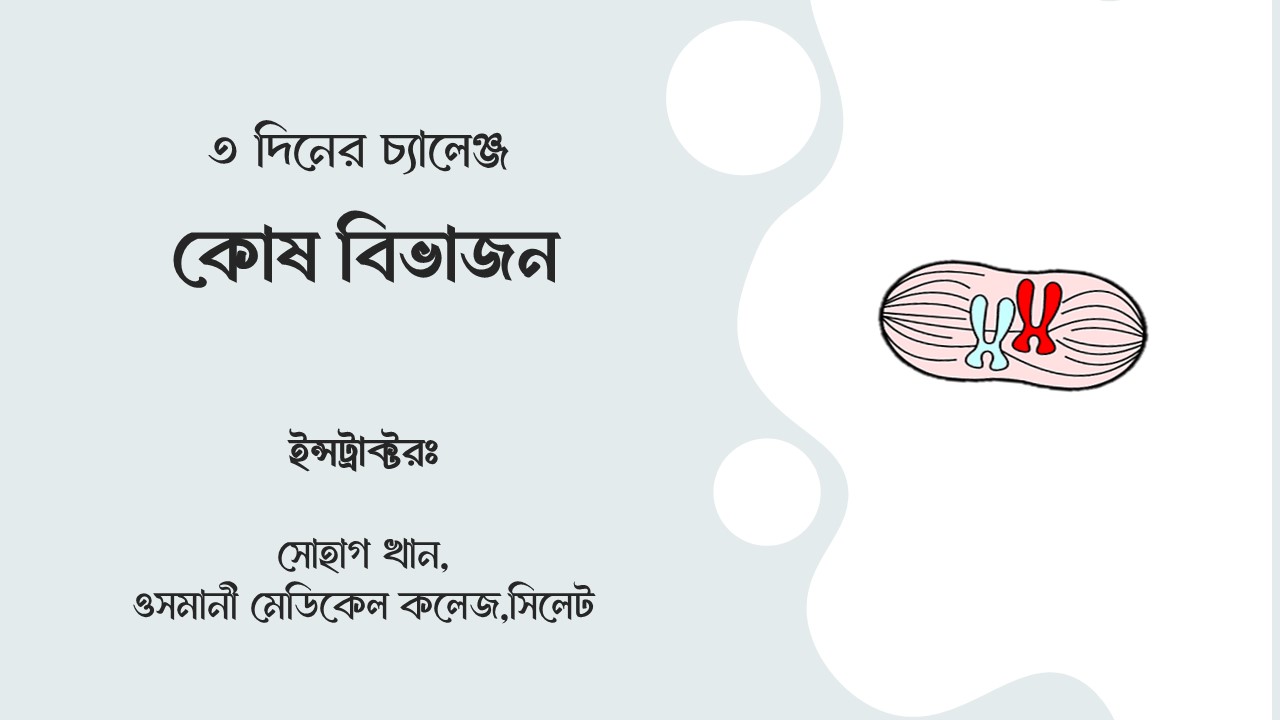 ৩ দিনের চ্যালেঞ্জ
কোষ বিভাজন
ইন্সট্রাক্টরঃ
সোহাগ খান,
ওসমানী মেডিকেল কলেজ,সিলেট